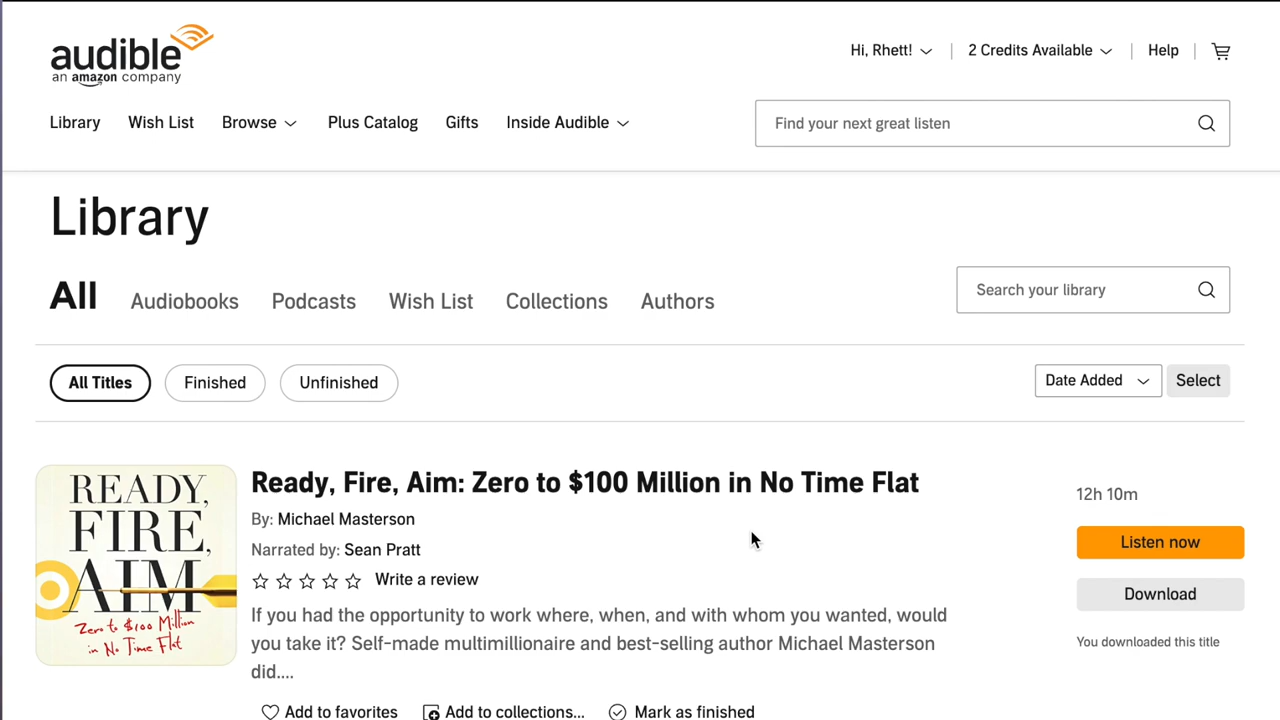 audible
an amazon company
Hi, Rhett!
2 Credits Available
Help
Library
Wish List
Browse
Plus Catalog
Gifts
Inside Audible
Find your next great listen
Library
All
Audiobooks
Podcasts
Wish List
Collections
Authors
Search your library
All Titles
Finished
Unfinished
Date Added
Select
READY,
FIRE,
AIM
Zero to $100 Million
in No Time Flat
Ready, Fire, Aim: Zero to $100 Million in No Time Flat
By: Michael Masterson
Narrated by: Sean Pratt
Write a review
If you had the opportunity to work where, when, and with whom you wanted, would
you take it? Self-made multimillionaire and best-selling author Michael Masterson
did....
Add to favorites
Add to collections...
Mark as finished
12h 10m
Listen now
Download
You downloaded this title